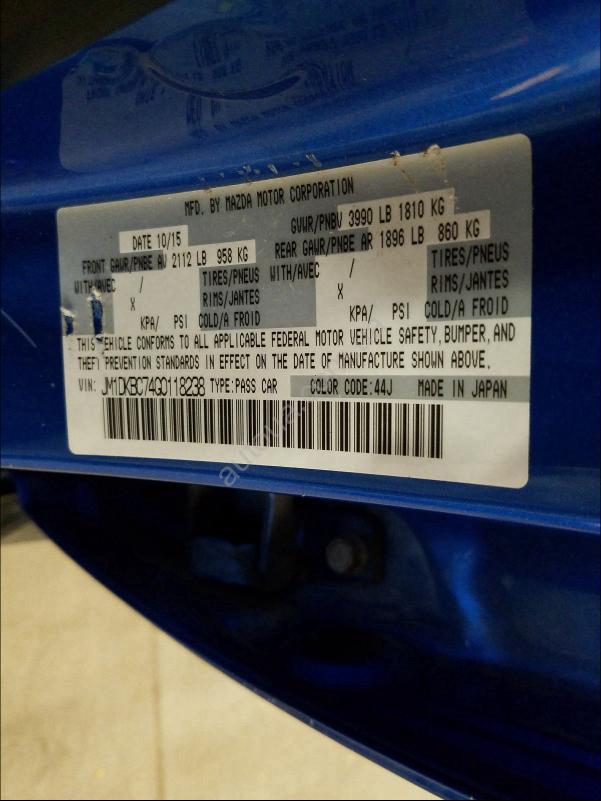 MFD. BY MAZDA MOTOR CORPORATION
DATE 10/15 GVWR/PNBV 3990 LB 1810 KG
FRONT GAWR/PNBE AV 2112 LB 958 KG REAR GAWR/PNBE AR 1896 LB 860 KG
WITH/AVEC / TIRES/PNEUS WITH/AVEC / TIRES/PNEUS
X RIMS/JANTES X RIMS/JANTES
KPA/ PSI COLD/A FROID KPA/ PSI COLD/A FROID
THIS VEHICLE CONFORMS TO ALL APPLICABLE FEDERAL MOTOR VEHICLE SAFETY, BUMPER, AND
THEFT PREVENTION STANDARDS IN EFFECT ON THE DATE OF MANUFACTURE SHOWN ABOVE.
VIN: JM1DKBC74G0118238 TYPE:PASS CAR COLOR CODE:44J MADE IN JAPAN